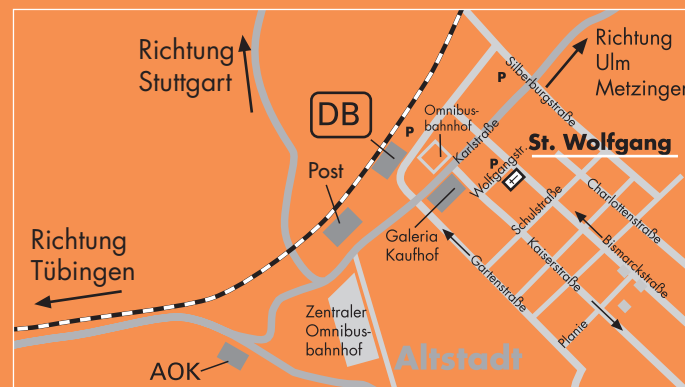 Richtung
Stuttgart
Richtung
Ulm
Metzingen
Silberburgstraße
P
DB
P
Omnibus-
bahnhof
Karlstraße
P
St. Wolfgang
Wolfgangstr.
Post
Charlottenstraße
Schulstraße
Galeria
Kaufhof
Richtung
Tübingen
Bismarckstraße
Kaiserstraße
Gartenstraße
Zentraler
Omnibus-
bahnhof
Planie
Altstadt
AOK